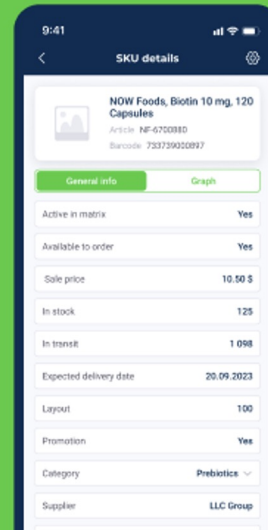 9:41
SKU details
NOW Foods, Biotin 10 mg, 120
Capsules
Article NF-6700880
Barcode 733739000897
General info Graph
Active in matrix Yes
Available to order Yes
Sale price 10.50 $
In stock 125
In transit 1 098
Expected delivery date 20.09.2023
Layout 100
Promotion Yes
Category Prebiotics
Supplier LLC Group